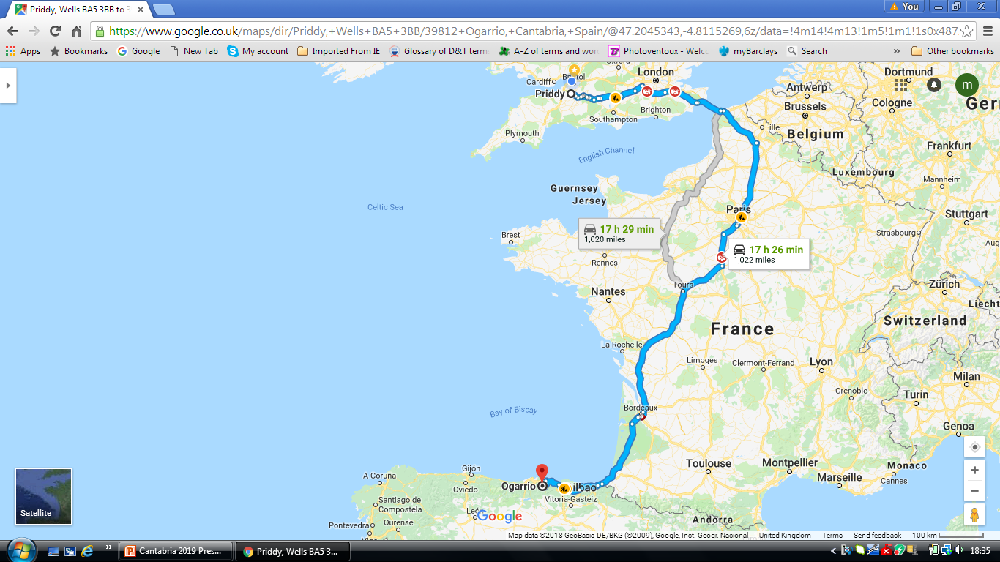 Priddy, Wells BA5 3BB to 3
You
https://www.google.co.uk/maps/dir/Priddy,+Wells+BA5+3BB/39812+Ogarrio,+Cantabria,+Spain/@47.2045343,-4.8115269,6z/data=!4m14!4m13!1m5!1m1!1s0x487
Apps
Bookmarks
Google
New Tab
My account
Imported From IE
Glossary of D&T term
A-Z of terms and wor
Photoventoux - Welc
myBarclays
Search
»
Other bookmarks
Cardiff
Bristol
Oxford
London
Priddy
Southampton
Brighton
Plymouth
English Channel
Guernsey
Jersey
Celtic Sea
Brest
Rennes
Nantes
La Rochelle
Bay of Biscay
Dortmund
m
Antwerp
Brussels
Cologne
Ger
Lille
Belgium
Frankfurt
Luxembourg
Mannheim
Stuttgart
Strasbourg
Paris
17 h 29 min
1,020 miles
17 h 26 min
1,022 miles
Tours
France
Zürich
Liecht
Switzerland
Limoges
Clermont-Ferrand
Lyon
Milan
Grenoble
Turin
Genoa
Bordeaux
Toulouse
Montpellier
Marseille
Monaco
Cannes
Andorra
A Coruña
Gijón
Oviedo
Ogarrio
ilbao
Vitoria-Gasteiz
Santiago de
Compostela
Leó
Ourense
Pontevedra
Satellite
Google
Map data ©2018 GeoBasis-DE/BKG (©2009), Google, Inst. Geogr. Nacional
United Kingdom
Terms
Send feedback
100 km
Cantabria 2019 Pres...
Priddy, Wells BA5 3B...
18:35